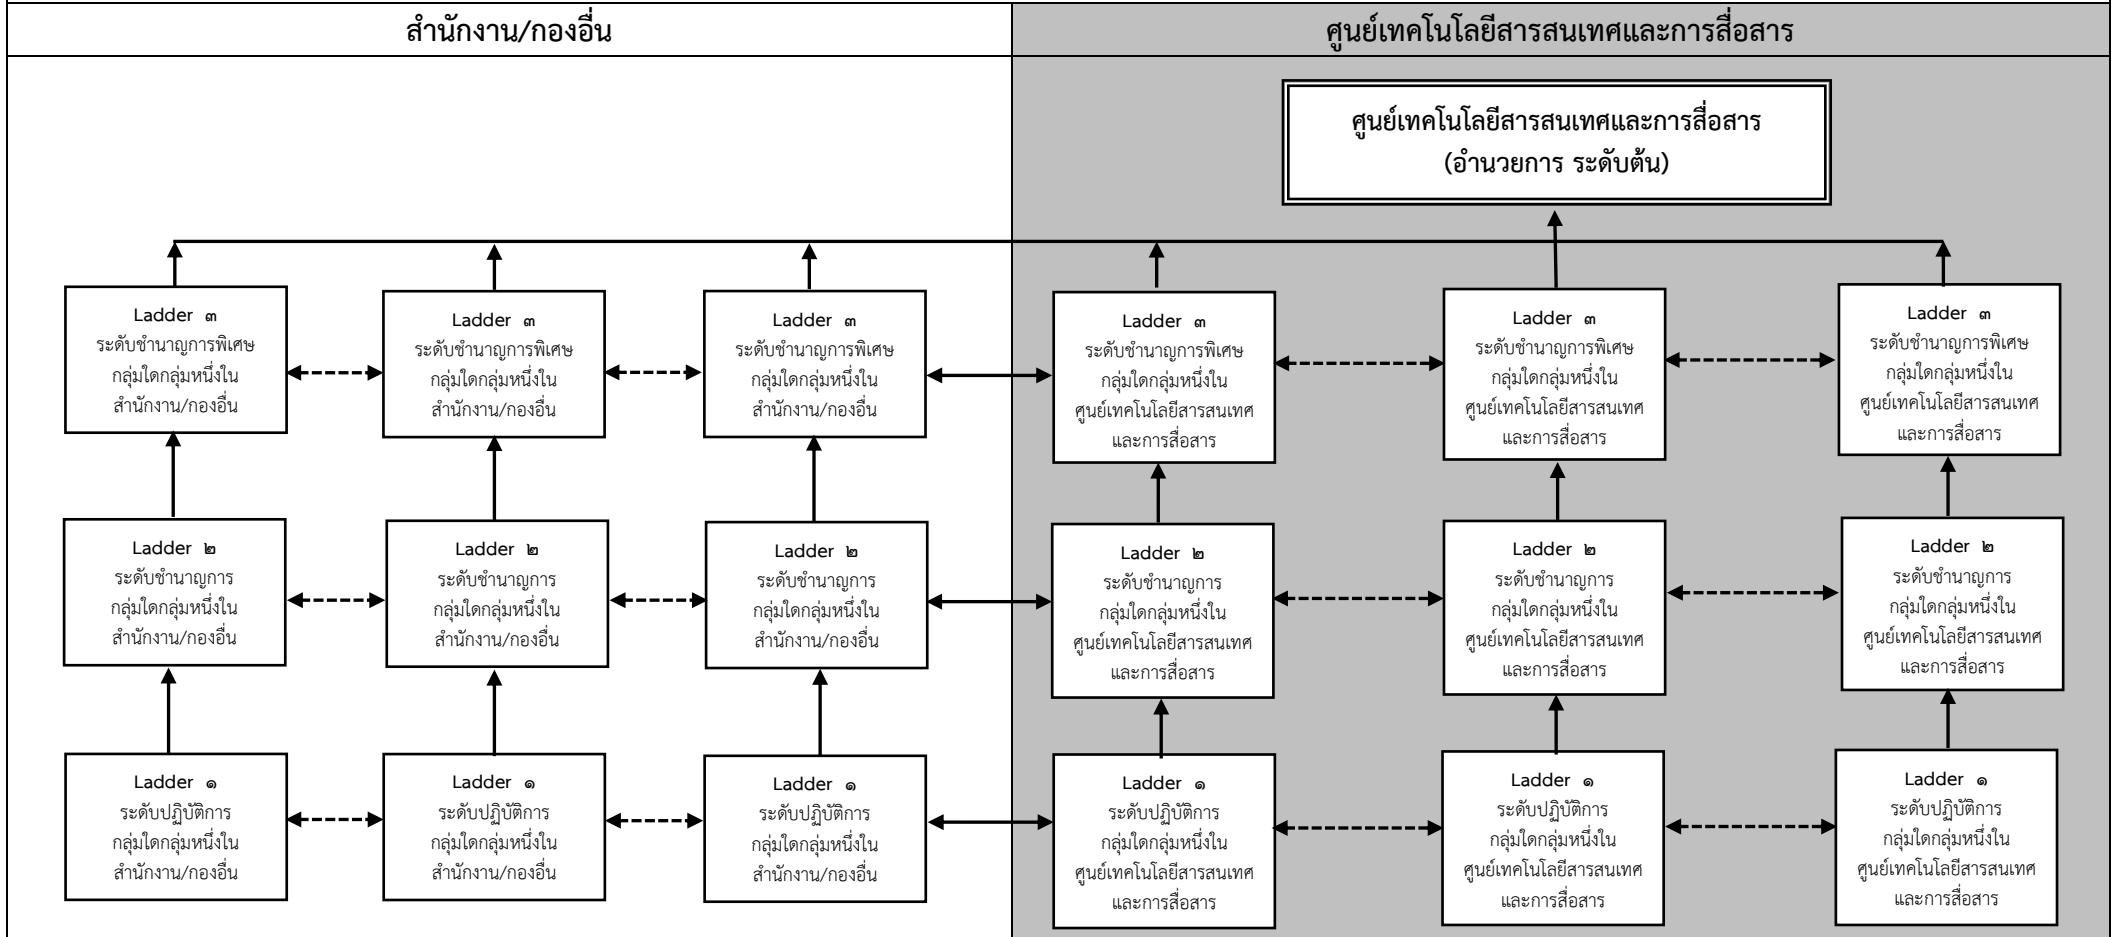 สำนักงาน/กองอื่น
ศูนย์เทคโนโลยีสารสนเทศและการสื่อสาร
ศูนย์เทคโนโลยีสารสนเทศและการสื่อสาร
(อำนวยการ ระดับต้น)
Ladder ๓
ระดับชำนาญการพิเศษ
กลุ่มใดกลุ่มหนึ่งใน
สำนักงาน/กองอื่น
Ladder ๓
ระดับชำนาญการพิเศษ
กลุ่มใดกลุ่มหนึ่งใน
สำนักงาน/กองอื่น
Ladder ๓
ระดับชำนาญการพิเศษ
กลุ่มใดกลุ่มหนึ่งใน
สำนักงาน/กองอื่น
Ladder ๓
ระดับชำนาญการพิเศษ
กลุ่มใดกลุ่มหนึ่งใน
ศูนย์เทคโนโลยีสารสนเทศ
และการสื่อสาร
Ladder ๓
ระดับชำนาญการพิเศษ
กลุ่มใดกลุ่มหนึ่งใน
ศูนย์เทคโนโลยีสารสนเทศ
และการสื่อสาร
Ladder ๓
ระดับชำนาญการพิเศษ
กลุ่มใดกลุ่มหนึ่งใน
ศูนย์เทคโนโลยีสารสนเทศ
และการสื่อสาร
Ladder ๒
ระดับชำนาญการ
กลุ่มใดกลุ่มหนึ่งใน
สำนักงาน/กองอื่น
Ladder ๒
ระดับชำนาญการ
กลุ่มใดกลุ่มหนึ่งใน
สำนักงาน/กองอื่น
Ladder ๒
ระดับชำนาญการ
กลุ่มใดกลุ่มหนึ่งใน
สำนักงาน/กองอื่น
Ladder ๒
ระดับชำนาญการ
กลุ่มใดกลุ่มหนึ่งใน
ศูนย์เทคโนโลยีสารสนเทศ
และการสื่อสาร
Ladder ๒
ระดับชำนาญการ
กลุ่มใดกลุ่มหนึ่งใน
ศูนย์เทคโนโลยีสารสนเทศ
และการสื่อสาร
Ladder ๒
ระดับชำนาญการ
กลุ่มใดกลุ่มหนึ่งใน
ศูนย์เทคโนโลยีสารสนเทศ
และการสื่อสาร
Ladder ๑
ระดับปฏิบัติการ
กลุ่มใดกลุ่มหนึ่งใน
สำนักงาน/กองอื่น
Ladder ๑
ระดับปฏิบัติการ
กลุ่มใดกลุ่มหนึ่งใน
สำนักงาน/กองอื่น
Ladder ๑
ระดับปฏิบัติการ
กลุ่มใดกลุ่มหนึ่งใน
สำนักงาน/กองอื่น
Ladder ๑
ระดับปฏิบัติการ
กลุ่มใดกลุ่มหนึ่งใน
ศูนย์เทคโนโลยีสารสนเทศ
และการสื่อสาร
Ladder ๑
ระดับปฏิบัติการ
กลุ่มใดกลุ่มหนึ่งใน
ศูนย์เทคโนโลยีสารสนเทศ
และการสื่อสาร
Ladder ๑
ระดับปฏิบัติการ
กลุ่มใดกลุ่มหนึ่งใน
ศูนย์เทคโนโลยีสารสนเทศ
และการสื่อสาร